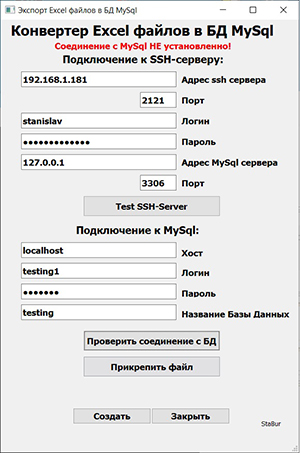 Экспорт Excel файлов в БД MySql
Конвертер Excel файлов в БД MySql
Соединение с MySql НЕ установленно!
Подключение к SSH-серверу:
192.168.1.181 Адрес ssh сервера
2121 Порт
stanislav Логин
●●●●●●●●●●●●● Пароль
127.0.0.1 Адрес MySql сервера
3306 Порт
Test SSH-Server
Подключение к MySql:
localhost Хост
testing1 Логин
●●●●●●● Пароль
testing Название Базы Данных
Проверить соединение с БД
Прикрепить файл
Создать Закрыть
StaBur